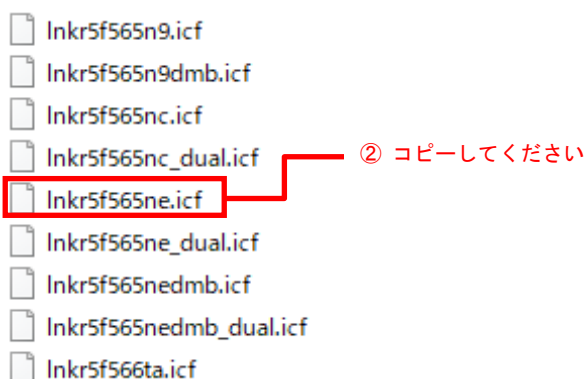 lnkr5f565n9.icf
lnkr5f565n9dmb.icf
lnkr5f565nc.icf
lnkr5f565nc_dual.icf
② コピーしてください
lnkr5f565ne.icf
lnkr5f565ne_dual.icf
lnkr5f565nedmb.icf
lnkr5f565nedmb_dual.icf
lnkr5f566ta.icf